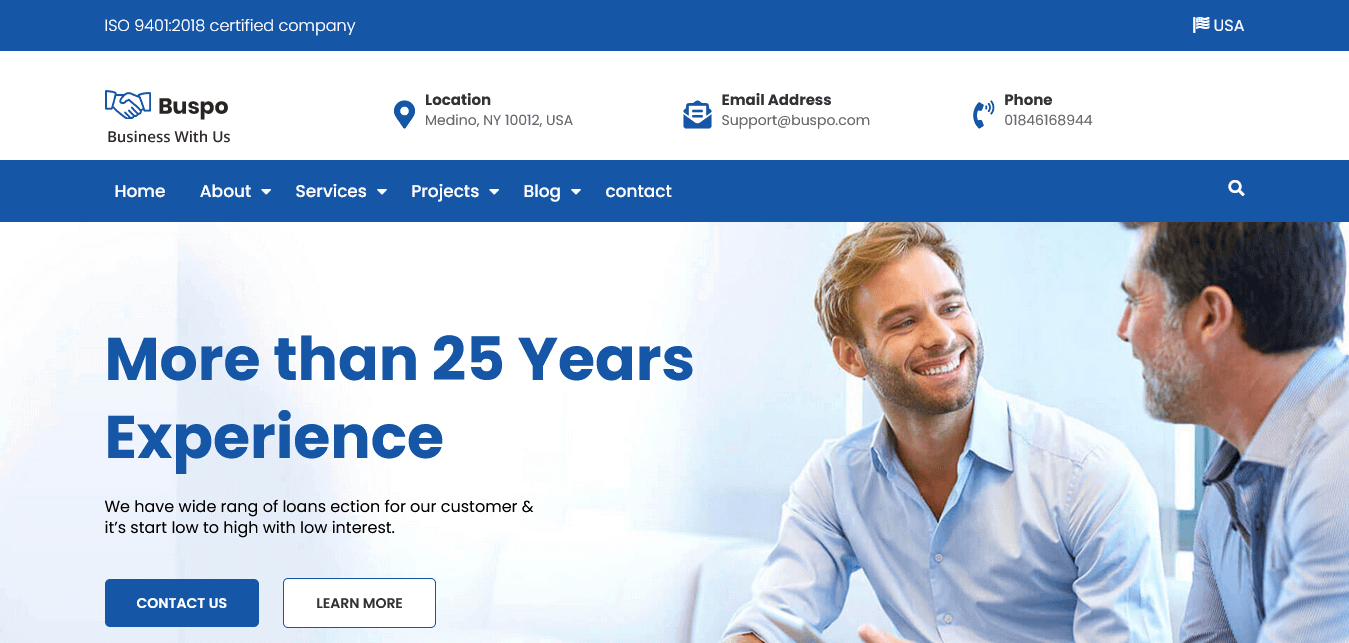 ISO 9401:2018 certified company
USA
Buspo
Business With Us
Location
Medino, NY 10012, USA
Email Address
Support@buspo.com
Phone
01846168944
Home About Services Projects Blog contact
More than 25 Years
Experience
We have wide rang of loans ection for our customer &
it's start low to high with low interest.
CONTACT US
LEARN MORE